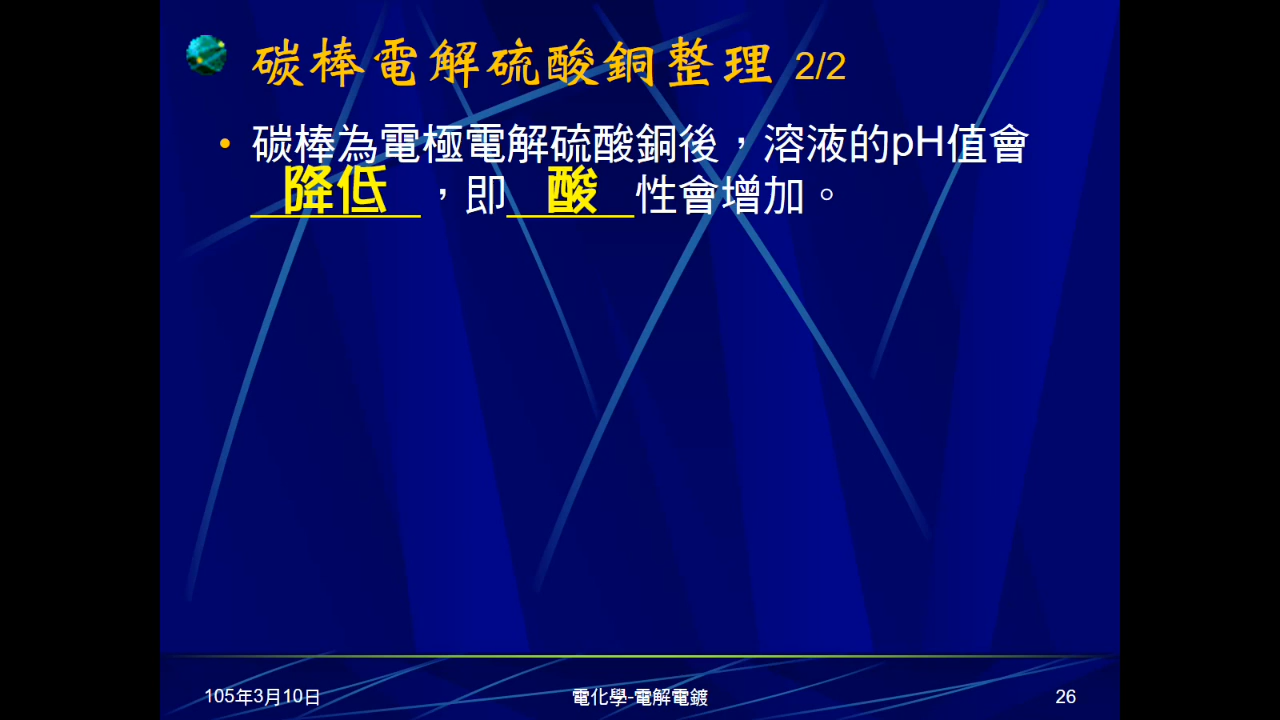 碳棒電解硫酸銅整理 2/2
• 碳棒為電極電解硫酸銅後，溶液的pH值會
降低，即酸性會增加。
105年3月10日
電化學-電解電鍍
26